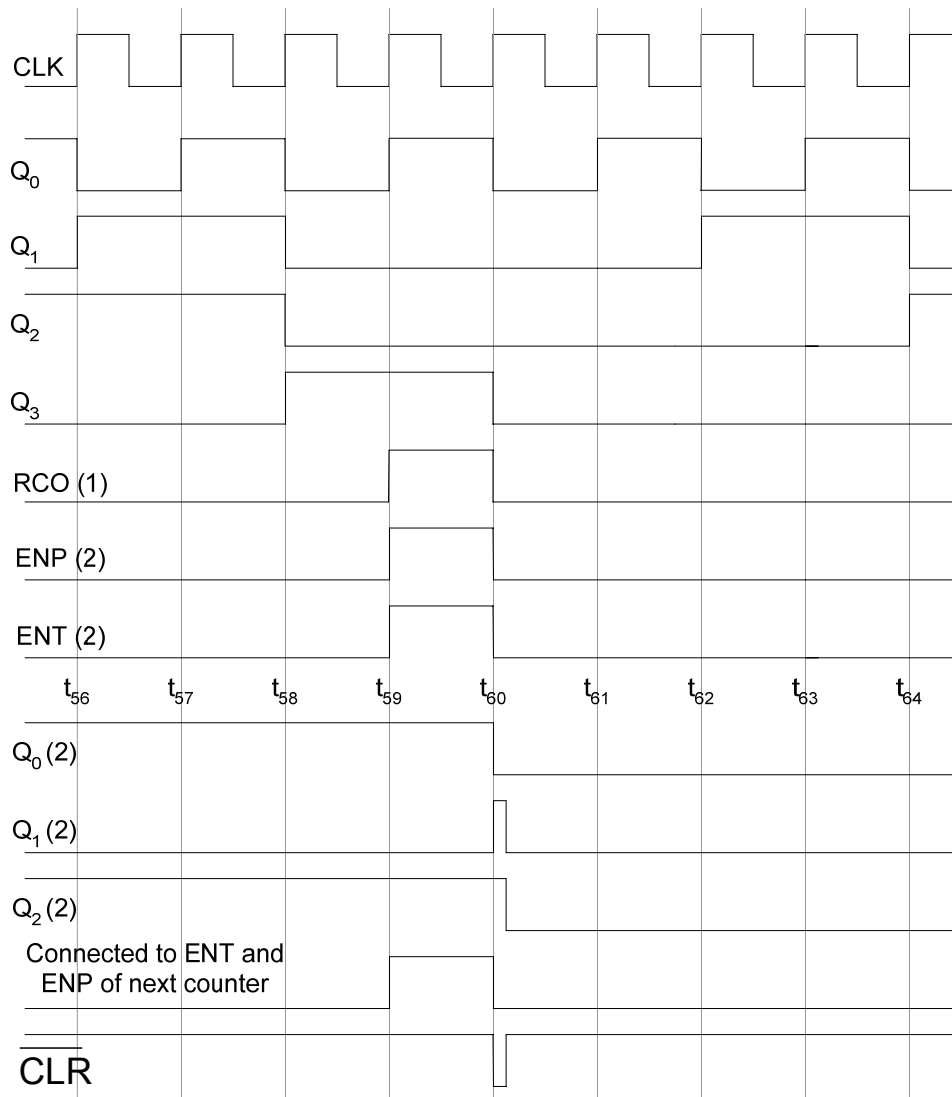 CLK
Q0
Q1
Q2
Q3
RCO (1)
ENP (2)
ENT (2)
t56 t57 t58 t59 t60 t61 t62 t63 t64
Q0 (2)
Q1 (2)
Q2 (2)
Connected to ENT and
ENP of next counter
CLR